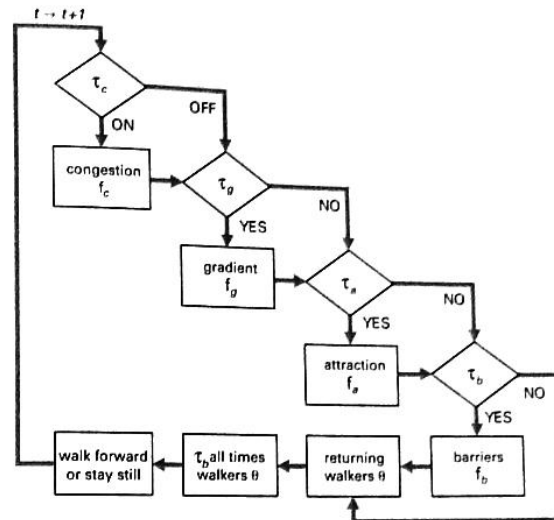 t → t+1
τc
OFF
ON
congestion
fc
τg
NO
YES
gradient
fg
τa
NO
YES
attraction
fa
τb
NO
YES
walk forward
or stay still
τb all times
walkers θ
returning
walkers θ
barriers
fb